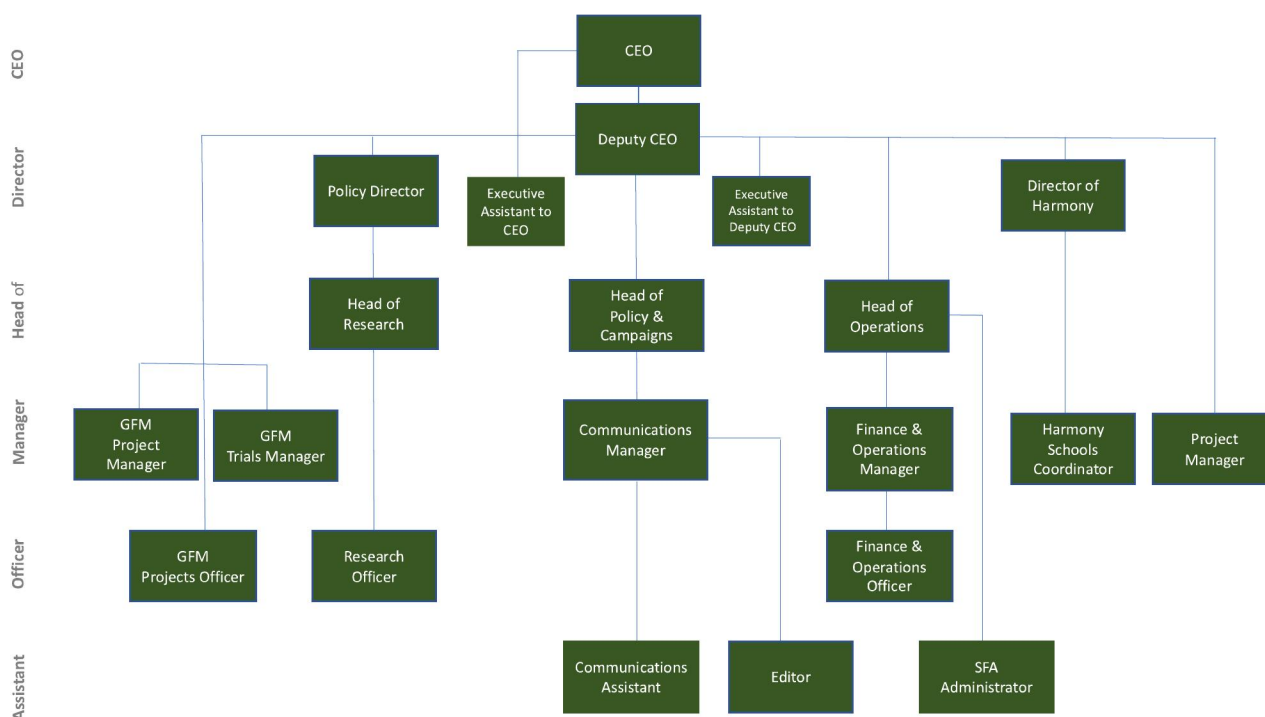 CEO
CEO
Director
Deputy CEO
Policy Director
Executive
Assistant to
CEO
Executive
Assistant to
Deputy CEO
Director of
Harmony
Head of
Head of
Research
Head of
Policy &
Campaigns
Head of
Operations
Manager
GFM
Project
Manager
GFM
Trials Manager
Communications
Manager
Finance &
Operations
Manager
Harmony
Schools
Coordinator
Project
Manager
Officer
GFM
Projects Officer
Research
Officer
Finance &
Operations
Officer
Assistant
Communications
Assistant
Editor
SFA
Administrator